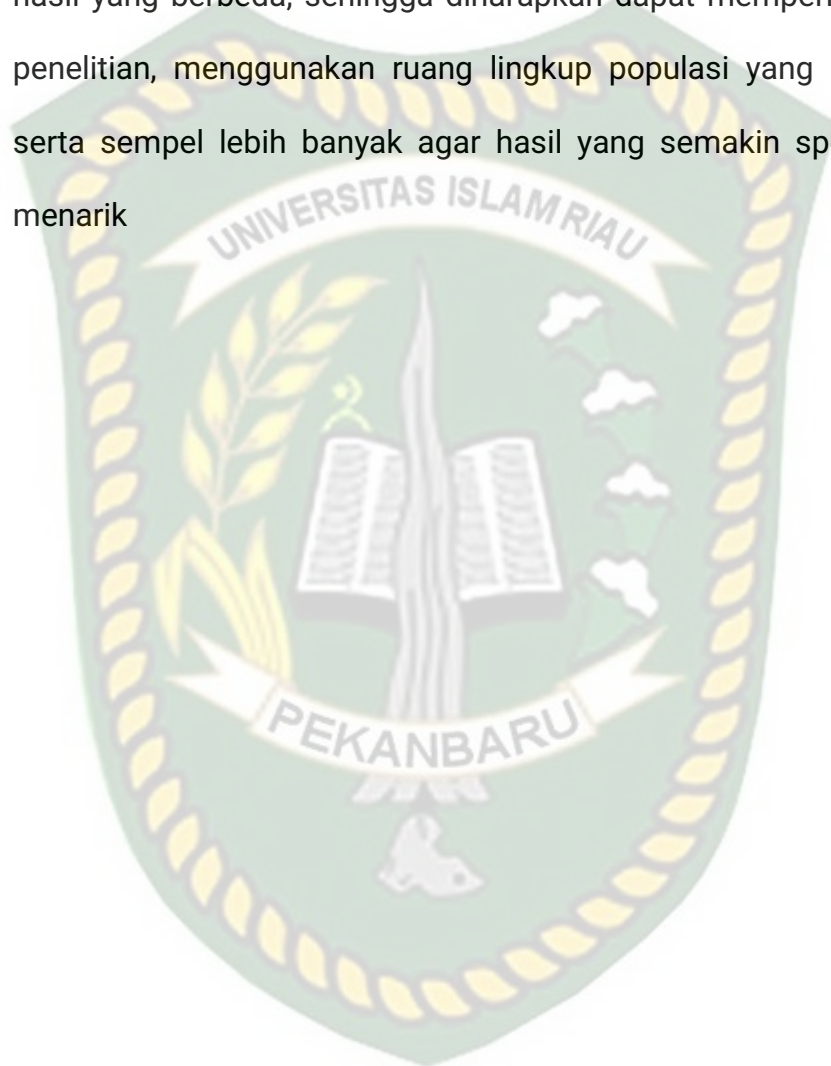 hasil yang berbeda, sehingga diharapkan dapat
penelitian, menggunakan ruang lingkup populasi yang
serta sempel lebih banyak agar hasil yang semakin
menarik
UNIVERSITAS ISLAM RIAU
PEKANBARU